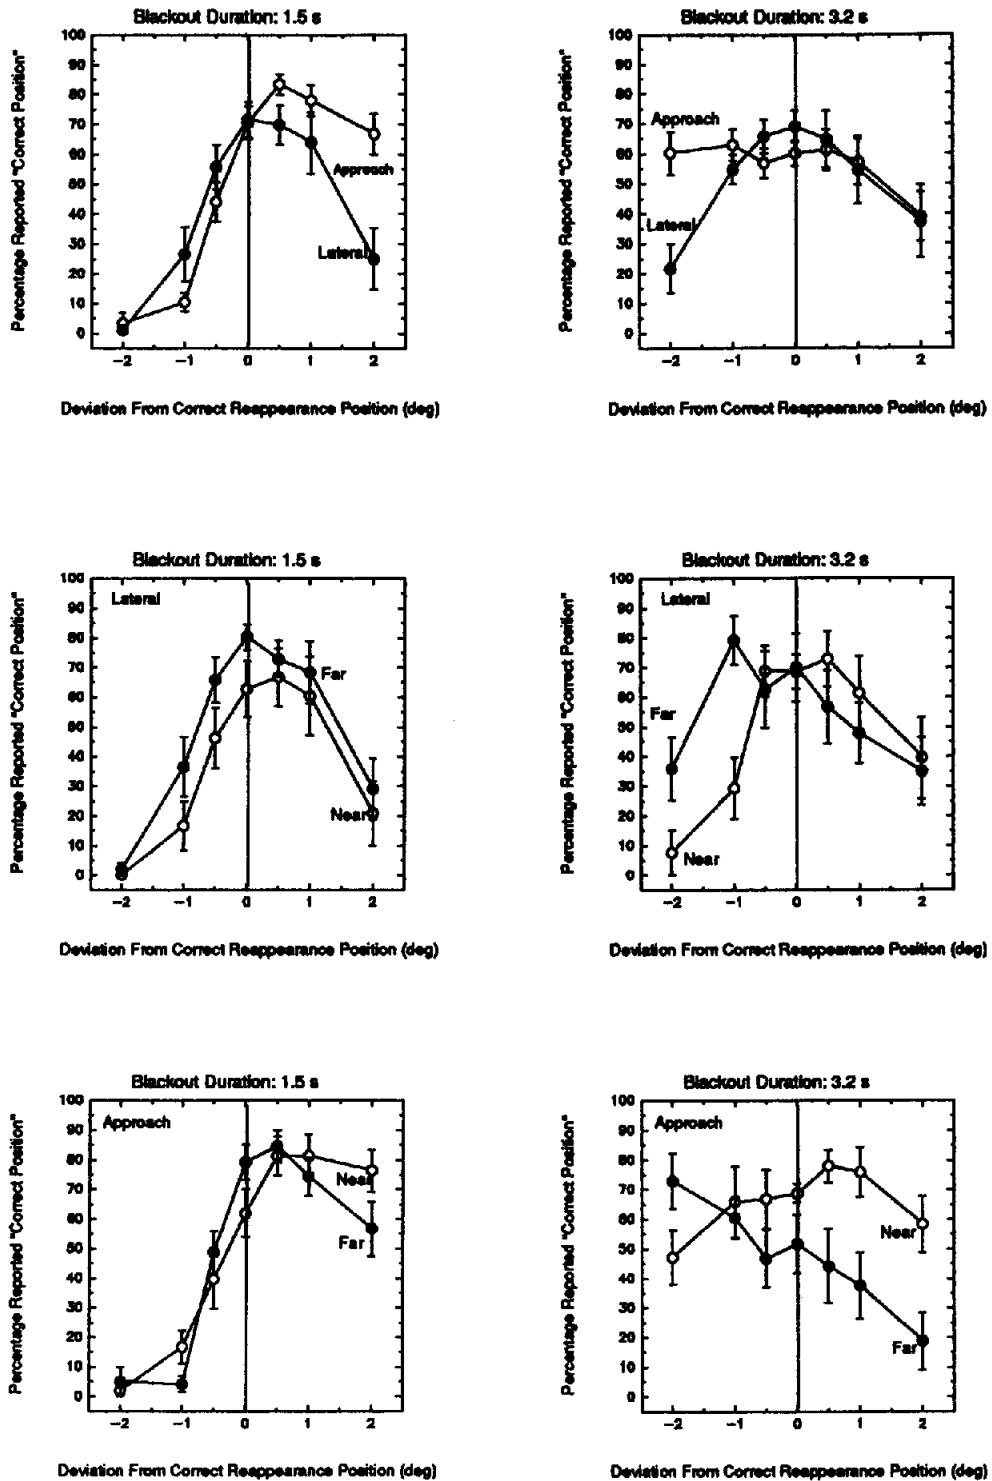 Blackout Duration: 1.5 s
Percentage Reported "Correct Position"
100
90
80
70
60
50
40
30
20
10
0
Approach
Lateral
−2 −1 0 1 2
Deviation From Correct Reappearance Position (deg)
Blackout Duration: 3.2 s
Percentage Reported "Correct Position"
100
90
80
70
60
50
40
30
20
10
0
Approach
Lateral
−2 −1 0 1 2
Deviation From Correct Reappearance Position (deg)
Blackout Duration: 1.5 s
Percentage Reported "Correct Position"
100
90
80
70
60
50
40
30
20
10
0
Lateral
Far
Near
−2 −1 0 1 2
Deviation From Correct Reappearance Position (deg)
Blackout Duration: 3.2 s
Percentage Reported "Correct Position"
100
90
80
70
60
50
40
30
20
10
0
Lateral
Far
Near
−2 −1 0 1 2
Deviation From Correct Reappearance Position (deg)
Blackout Duration: 1.5 s
Percentage Reported "Correct Position"
100
90
80
70
60
50
40
30
20
10
0
Approach
Near
Far
−2 −1 0 1 2
Deviation From Correct Reappearance Position (deg)
Blackout Duration: 3.2 s
Percentage Reported "Correct Position"
100
90
80
70
60
50
40
30
20
10
0
Approach
Near
Far
−2 −1 0 1 2
Deviation From Correct Reappearance Position (deg)